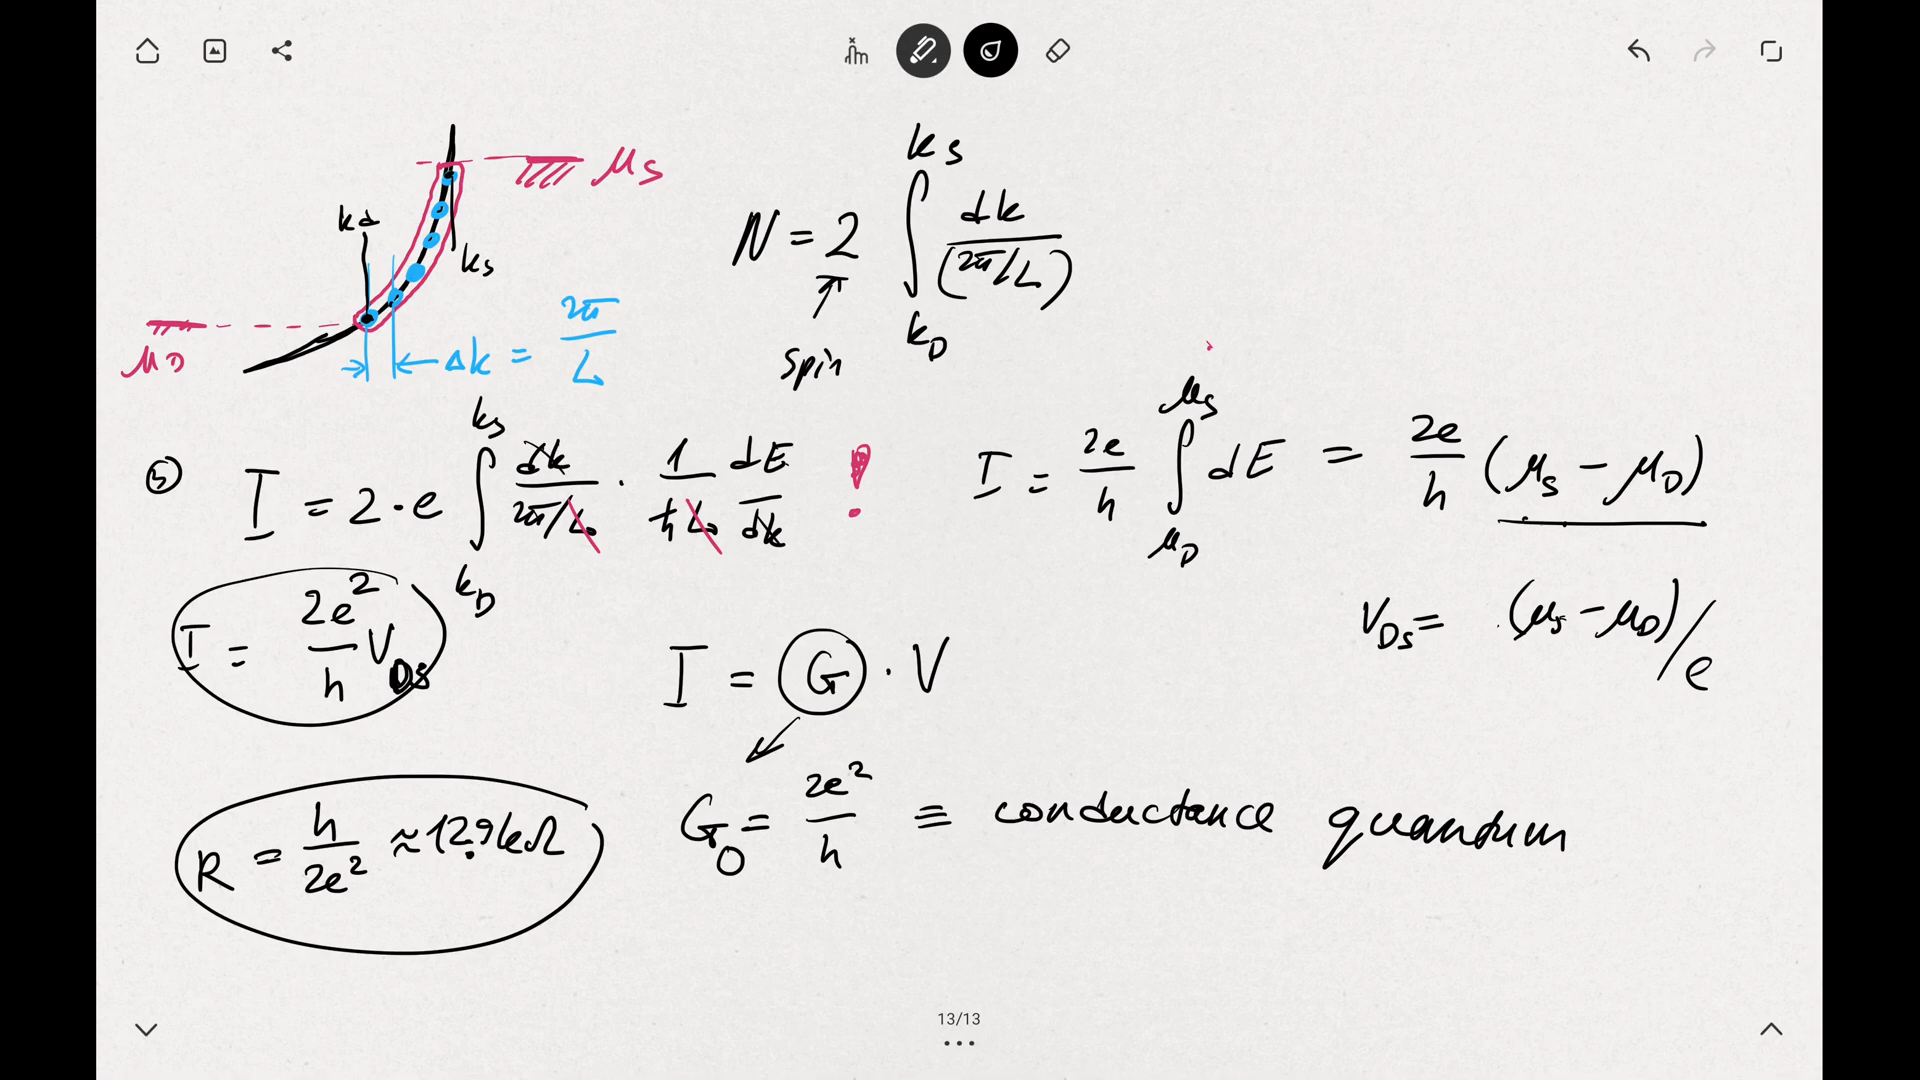 μs
kd
ks
μD
Δk = 2π/L
N = 2 ∫_{kD}^{ks} dk/(2π/L)
spin
⑤ I = 2·e ∫_{kD}^{ks} dk/(2π/L) · 1/(ħL) dE/dk !
I = 2e/h ∫_{μD}^{μs} dE = 2e/h (μs − μD)
I = 2e²/h V_DS
I = G · V
V_Ds = (μs − μD)/e
R = h/2e² ≈ 12.9kΩ
G₀ = 2e²/h ≡ conductance quantum
13/13